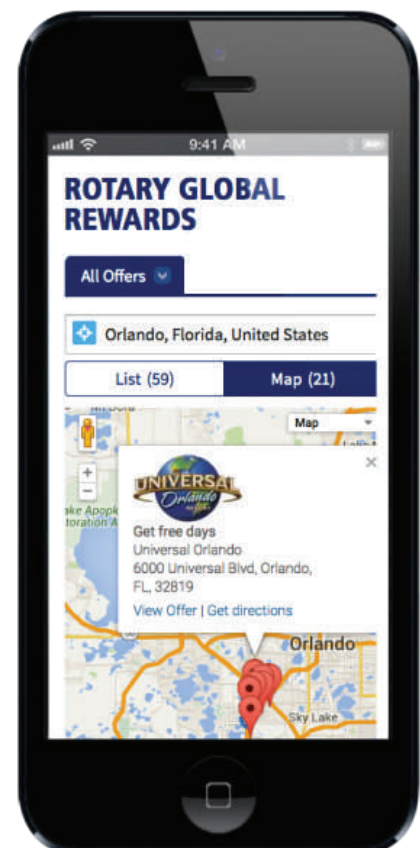 9:41 AM
ROTARY GLOBAL
REWARDS
All Offers
Orlando, Florida, United States
List (59)
Map (21)
Map
UNIVERSAL
Orlando
Get free days
Universal Orlando
6000 Universal Blvd, Orlando,
FL, 32819
View Offer | Get directions
Orlando
Sky Lake